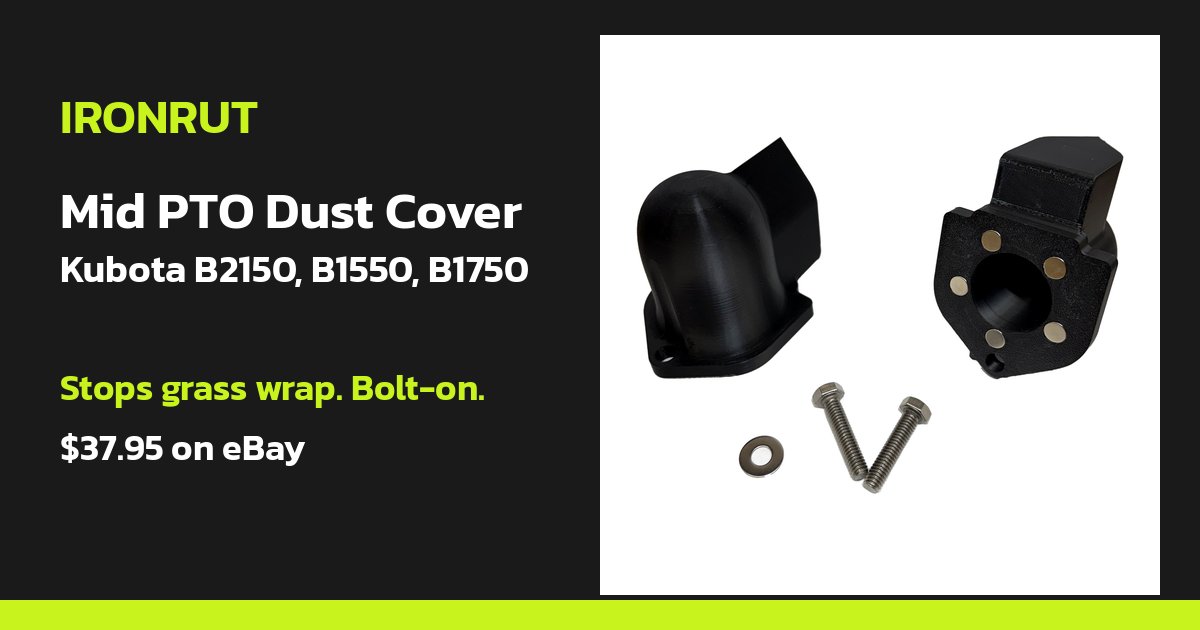 IRONRUT
Mid PTO Dust Cover
Kubota B2150, B1550, B1750
Stops grass wrap. Bolt-on.
$37.95 on eBay